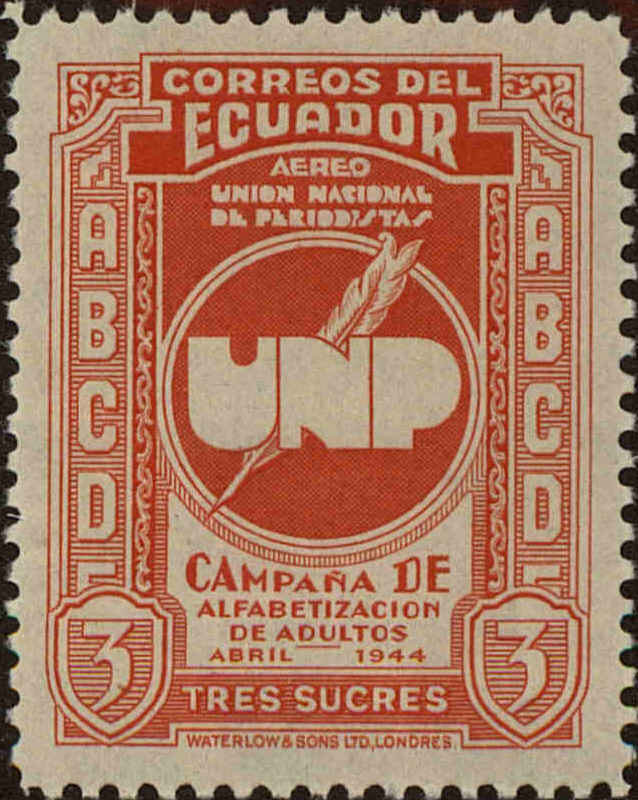 CORREOS DEL
ECUADOR
AEREO
UNION NACIONAL
DE PERIODISTAS
A
B
C
D
A
B
C
D
UNP
CAMPAÑA DE
ALFABETIZACION
DE ADULTOS
ABRIL 1944
3
3
TRES SUCRES
WATERLOW & SONS LTD, LONDRES.